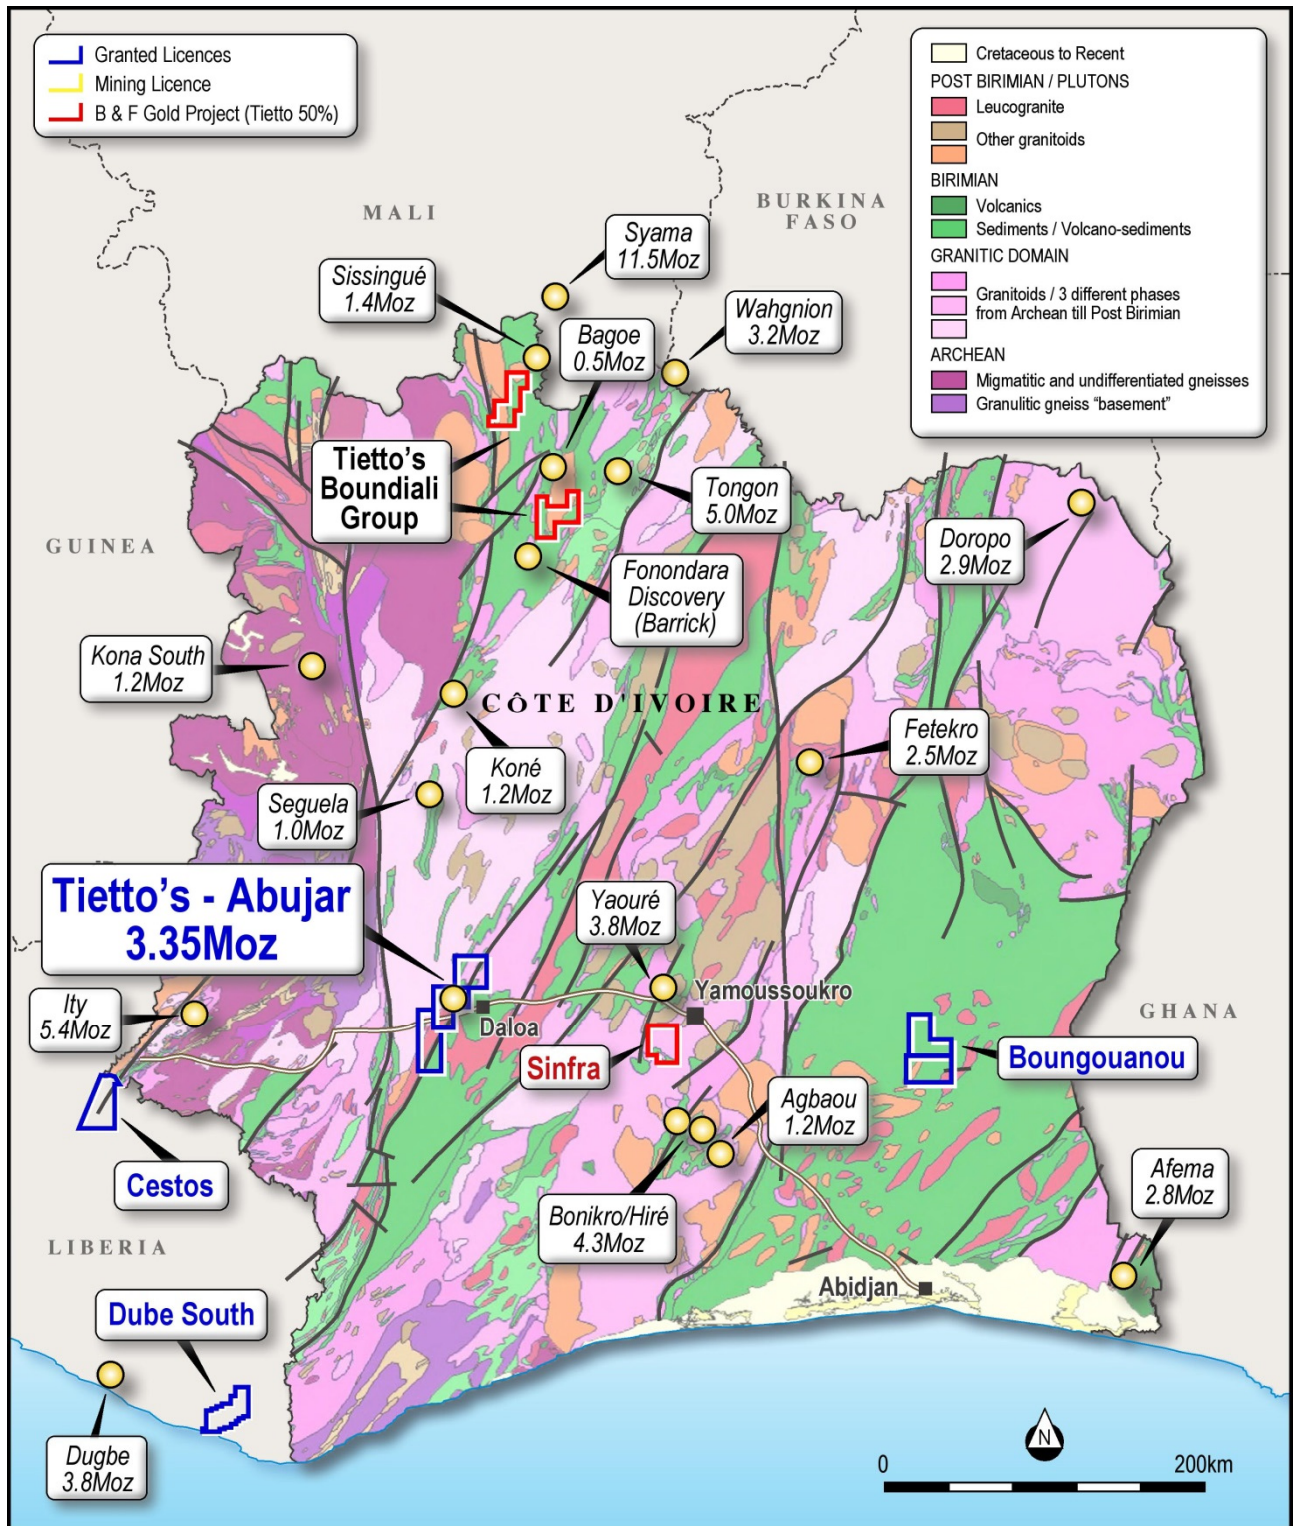 Granted Licences
Mining Licence
B & F Gold Project (Tietto 50%)
Cretaceous to Recent
POST BIRIMIAN / PLUTONS
Leucogranite
Other granitoids
BIRIMIAN
Volcanics
Sediments / Volcano-sediments
GRANITIC DOMAIN
Granitoids / 3 different phases
from Archean till Post Birimian
ARCHEAN
Migmatitic and undifferentiated gneisses
Granulitic gneiss “basement”
MALI
BURKINA
FASO
Syama
11.5Moz
Sissingué
1.4Moz
Wahgnion
3.2Moz
Bagoe
0.5Moz
Tietto’s
Boundiali
Group
Tongon
5.0Moz
GUINEA
Doropo
2.9Moz
Fonondara
Discovery
(Barrick)
Kona South
1.2Moz
CÔTE D'IVOIRE
Koné
1.2Moz
Fetekro
2.5Moz
Seguela
1.0Moz
Tietto’s - Abujar
3.35Moz
Yaouré
3.8Moz
Yamoussoukro
Ity
5.4Moz
Daloa
GHANA
Sinfra
Boungouanou
Agbaou
1.2Moz
Cestos
Bonikro/Hiré
4.3Moz
Afema
2.8Moz
LIBERIA
Abidjan
Dube South
Dugbe
3.8Moz
N
0 200km